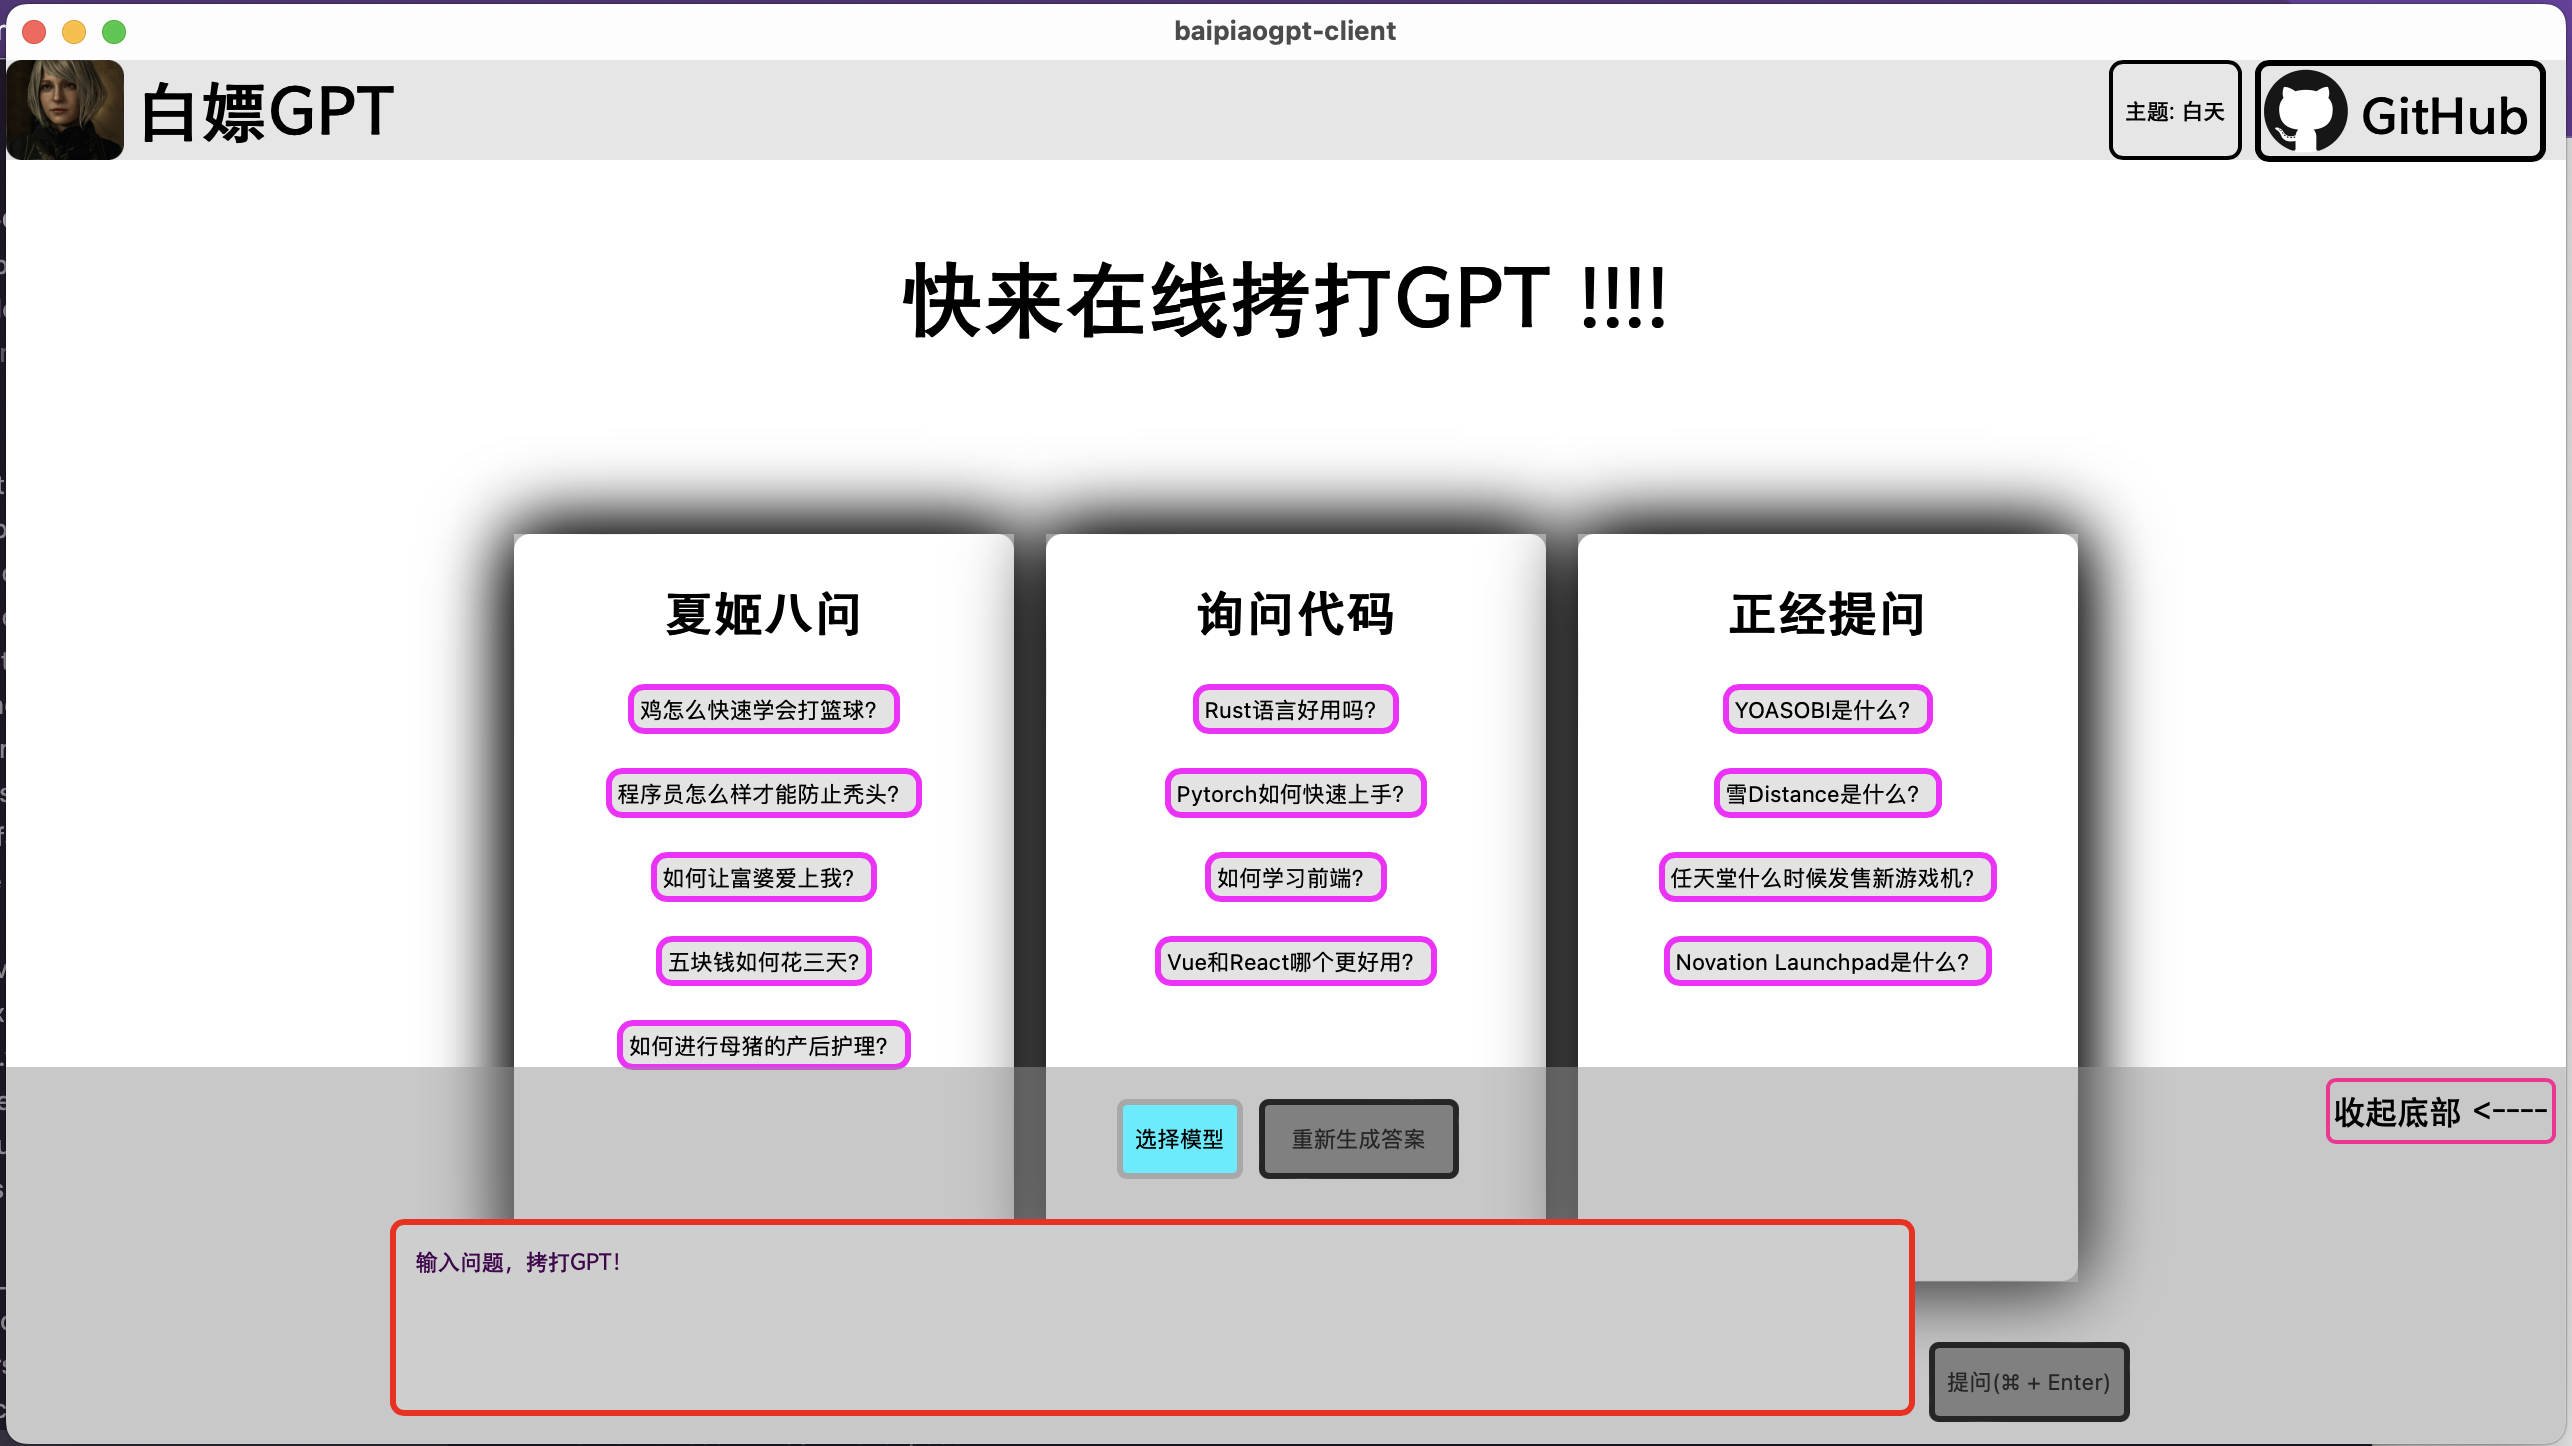 baipiaogpt-client
白嫖GPT
主题: 白天
GitHub
快来在线拷打GPT !!!!
夏姬八问
鸡怎么快速学会打篮球？
程序员怎么样才能防止秃头？
如何让富婆爱上我？
五块钱如何花三天?
如何进行母猪的产后护理？
询问代码
Rust语言好用吗？
Pytorch如何快速上手？
如何学习前端？
Vue和React哪个更好用？
正经提问
YOASOBI是什么？
雪Distance是什么？
任天堂什么时候发售新游戏机？
Novation Launchpad是什么？
选择模型
重新生成答案
收起底部 <----
输入问题，拷打GPT！
提问(⌘ + Enter)